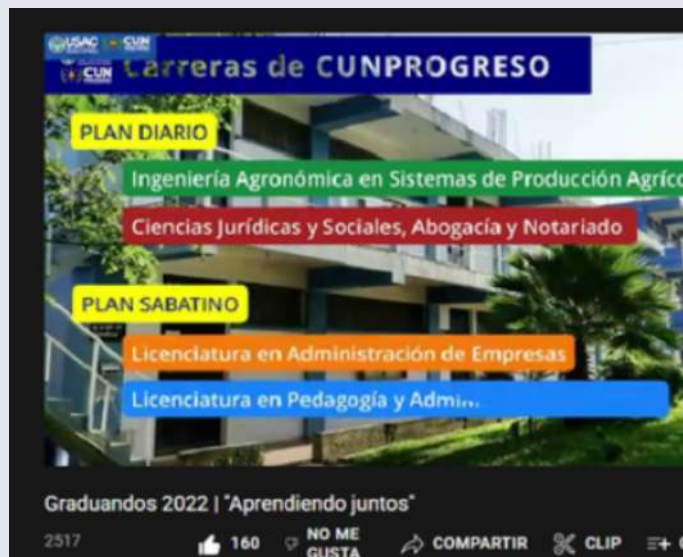 USAC CUN
CUN Carreras de CUNPROGRESO
PLAN DIARIO
Ingeniería Agronómica en Sistemas de Producción Agríco
Ciencias Jurídicas y Sociales, Abogacía y Notariado
PLAN SABATINO
Licenciatura en Administración de Empresas
Licenciatura en Pedagogía y Admin.
Graduandos 2022 | "Aprendiendo juntos"
2517 160 NO ME GUSTA COMPARTIR CLIP